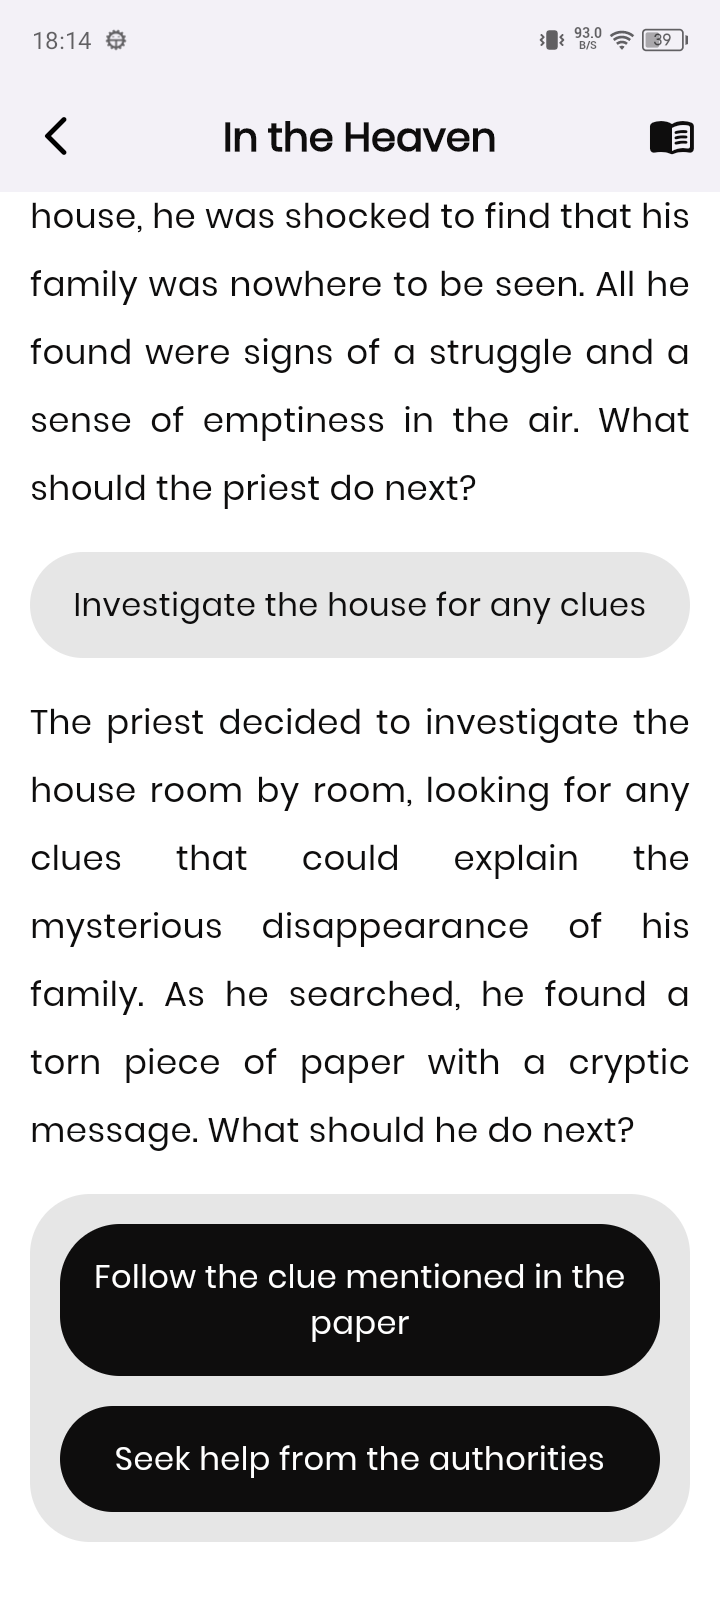 18:14
93.0
B/S
39
In the Heaven
house, he was shocked to find that his
family was nowhere to be seen. All he
found were signs of a struggle and a
sense of emptiness in the air. What
should the priest do next?
Investigate the house for any clues
The priest decided to investigate the
house room by room, looking for any
clues that could explain the
mysterious disappearance of his
family. As he searched, he found a
torn piece of paper with a cryptic
message. What should he do next?
Follow the clue mentioned in the
paper
Seek help from the authorities